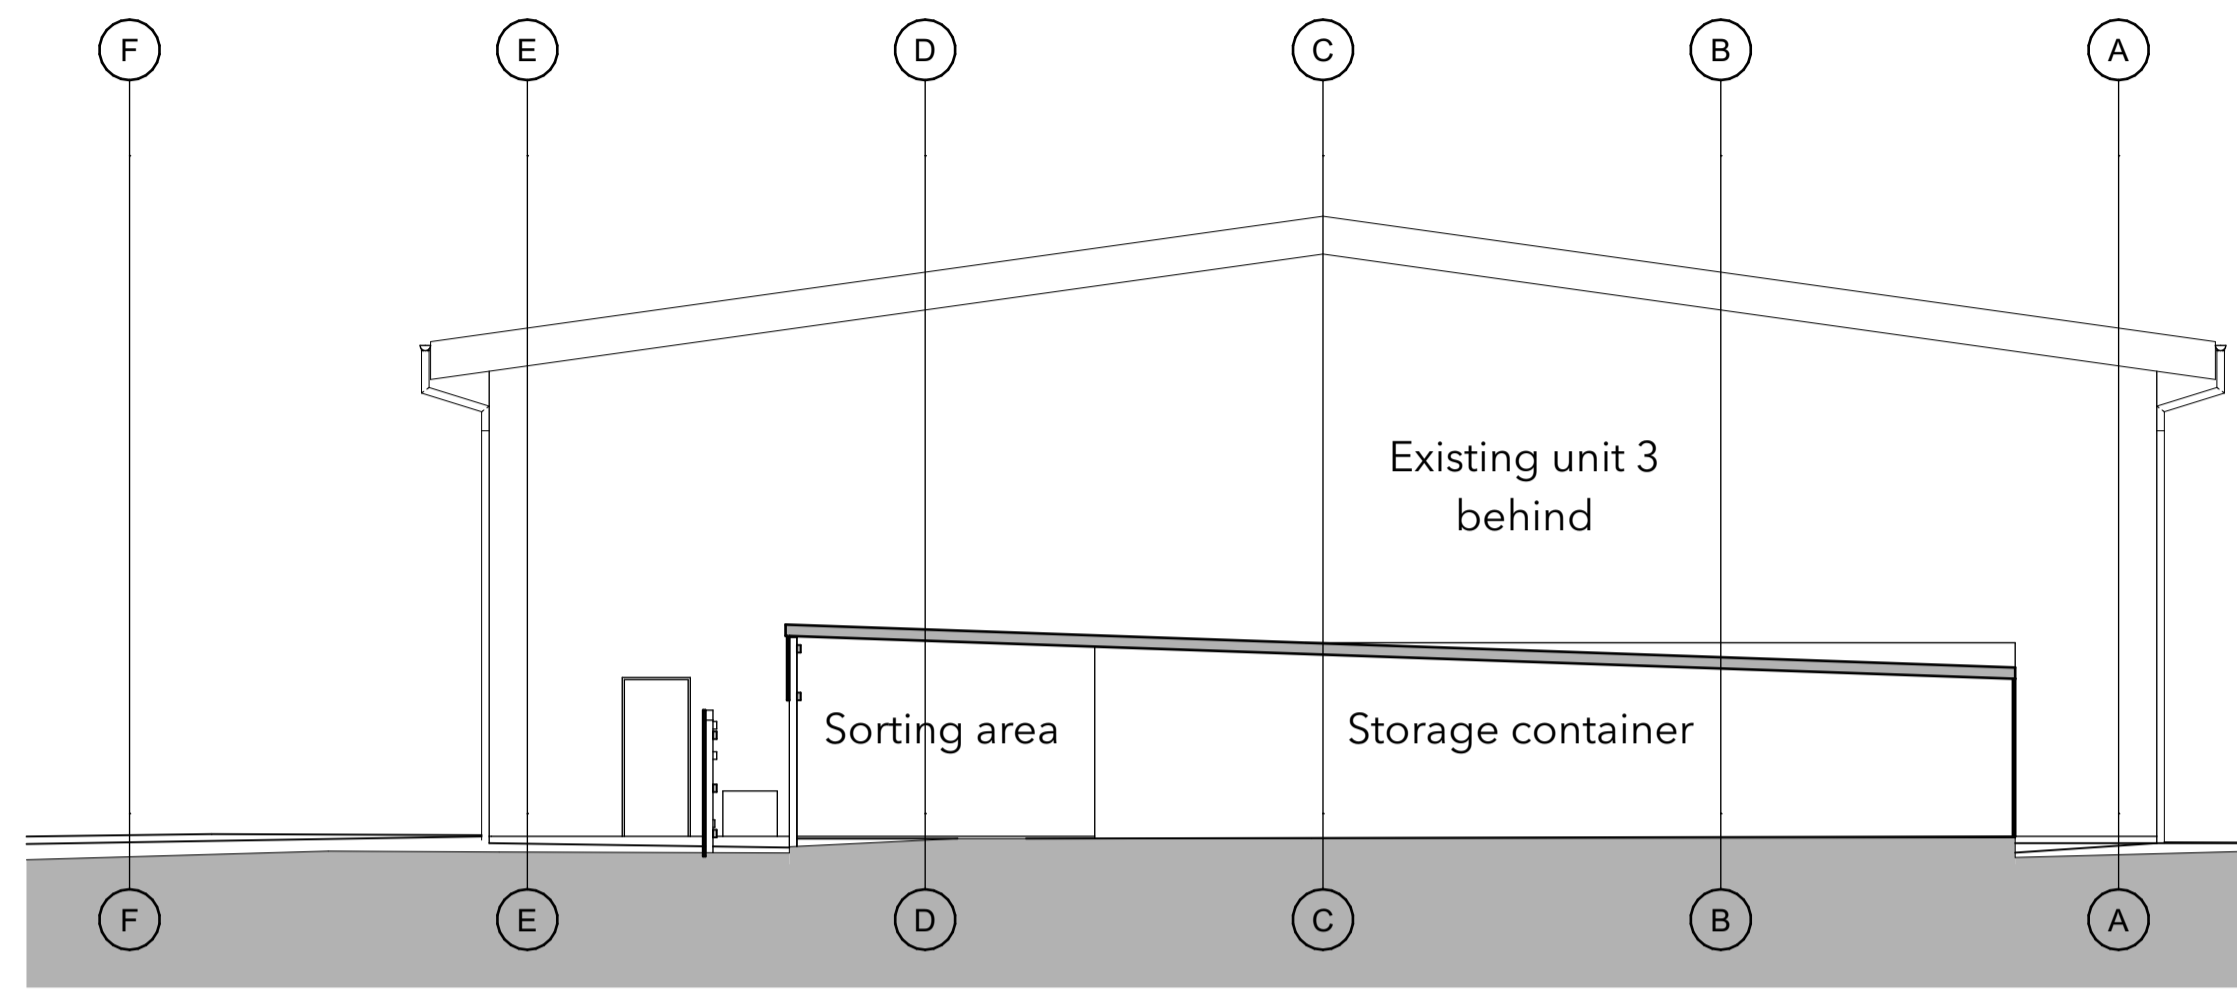 F E D C B A
Existing unit 3
behind
Sorting area Storage container
F E D C B A